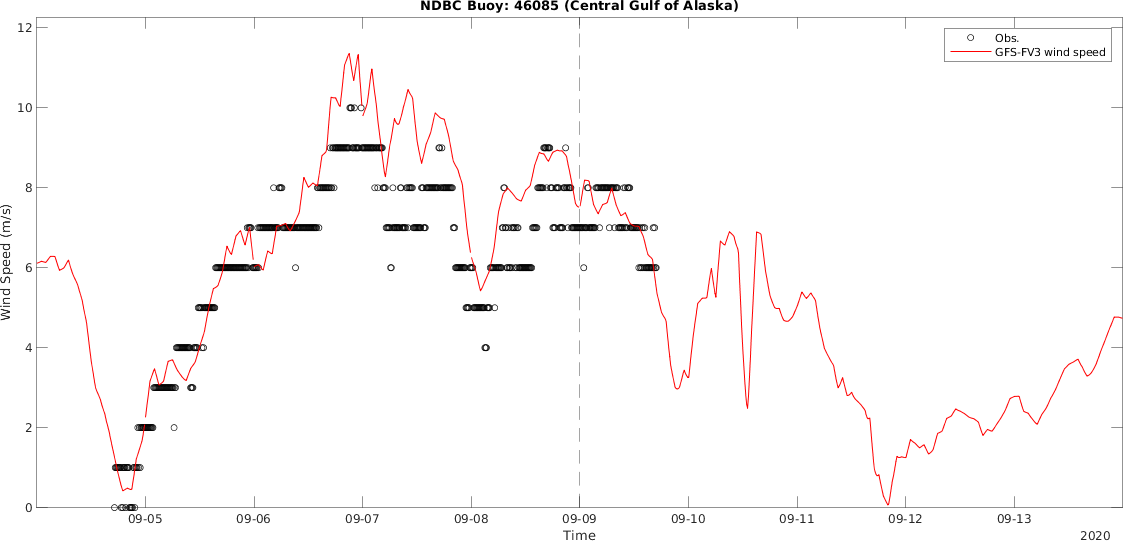 NDBC Buoy: 46085 (Central Gulf of Alaska)
Obs.
GFS-FV3 wind speed
Wind Speed (m/s)
12
10
8
6
4
2
0
09-05 09-06 09-07 09-08 09-09 09-10 09-11 09-12 09-13
Time
2020